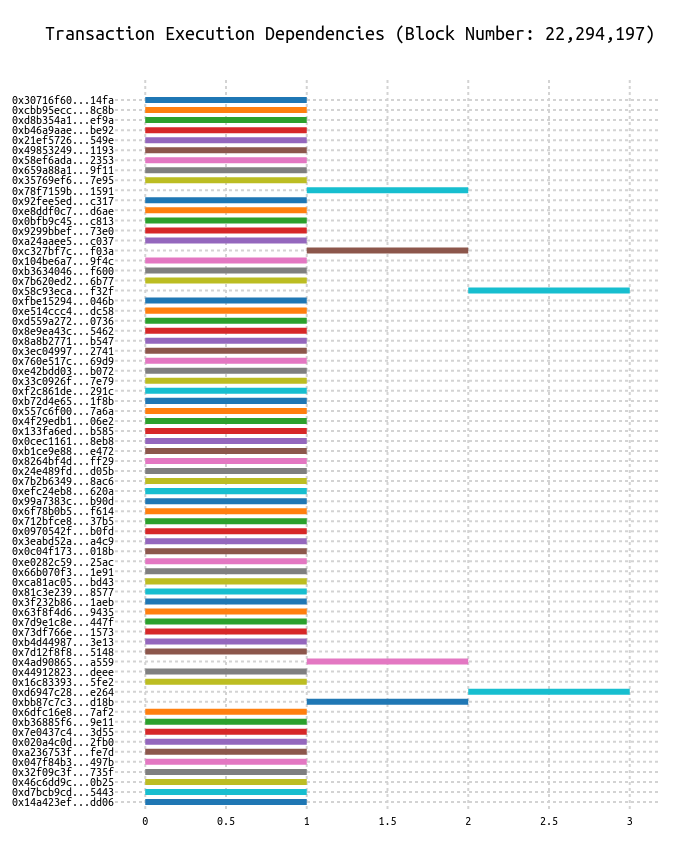 Transaction Execution Dependencies (Block Number: 22,294,197)
0x30716f60...14fa
0xcbb95ecc...8c8b
0xd8b354a1...ef9a
0xb46a9aae...be92
0x21ef5726...549e
0x49853249...1193
0x58ef6ada...2353
0x659a88a1...9f11
0x35769ef6...7e95
0x78f7159b...1591
0x92fee5ed...c317
0xe8ddf0c7...d6ae
0x0bfb9c45...c813
0x9299bbef...73e0
0xa24aaee5...c037
0xc327bf7c...f03a
0x104be6a7...9f4c
0xb3634046...f600
0x7b620ed2...6b77
0x58c93eca...f32f
0xfbe15294...046b
0xe514ccc4...dc58
0xd559a272...0736
0x8e9ea43c...5462
0x8a8b2771...b547
0x3ec04997...2741
0x760e517c...69d9
0xe42bdd03...b072
0x33c0926f...7e79
0xf2c861de...291c
0xb72d4e65...1f8b
0x557c6f00...7a6a
0x4f29edb1...06e2
0x133fa6ed...b585
0x0cec1161...8eb8
0xb1ce9e88...e472
0x8264bf4d...ff29
0x24e489fd...d05b
0x7b2b6349...8ac6
0xefc24eb8...620a
0x99a7383c...b90d
0x6f78b0b5...f614
0x712bfce8...37b5
0x0970542f...b0fd
0x3eabd52a...a4c9
0x0c04f173...018b
0xe0282c59...25ac
0x66b070f3...1e91
0xca81ac05...bd43
0x81c3e239...8577
0x3f232b86...1aeb
0x63f8f4d6...9435
0x7d9e1c8e...447f
0x73df766e...1573
0xb4d44987...3e13
0x7d12f8f8...5148
0x4ad90865...a559
0x44912823...deee
0x16c83393...5fe2
0xd6947c28...e264
0xbb87c7c3...d18b
0x6dfc16e8...7af2
0xb36885f6...9e11
0x7e0437c4...3d55
0x020a4c0d...2fb0
0xa236753f...fe7d
0x047f84b3...497b
0x32f09c3f...735f
0x46c6dd9c...0b25
0xd7bcb9cd...5443
0x14a423ef...dd06
0 0.5 1 1.5 2 2.5 3